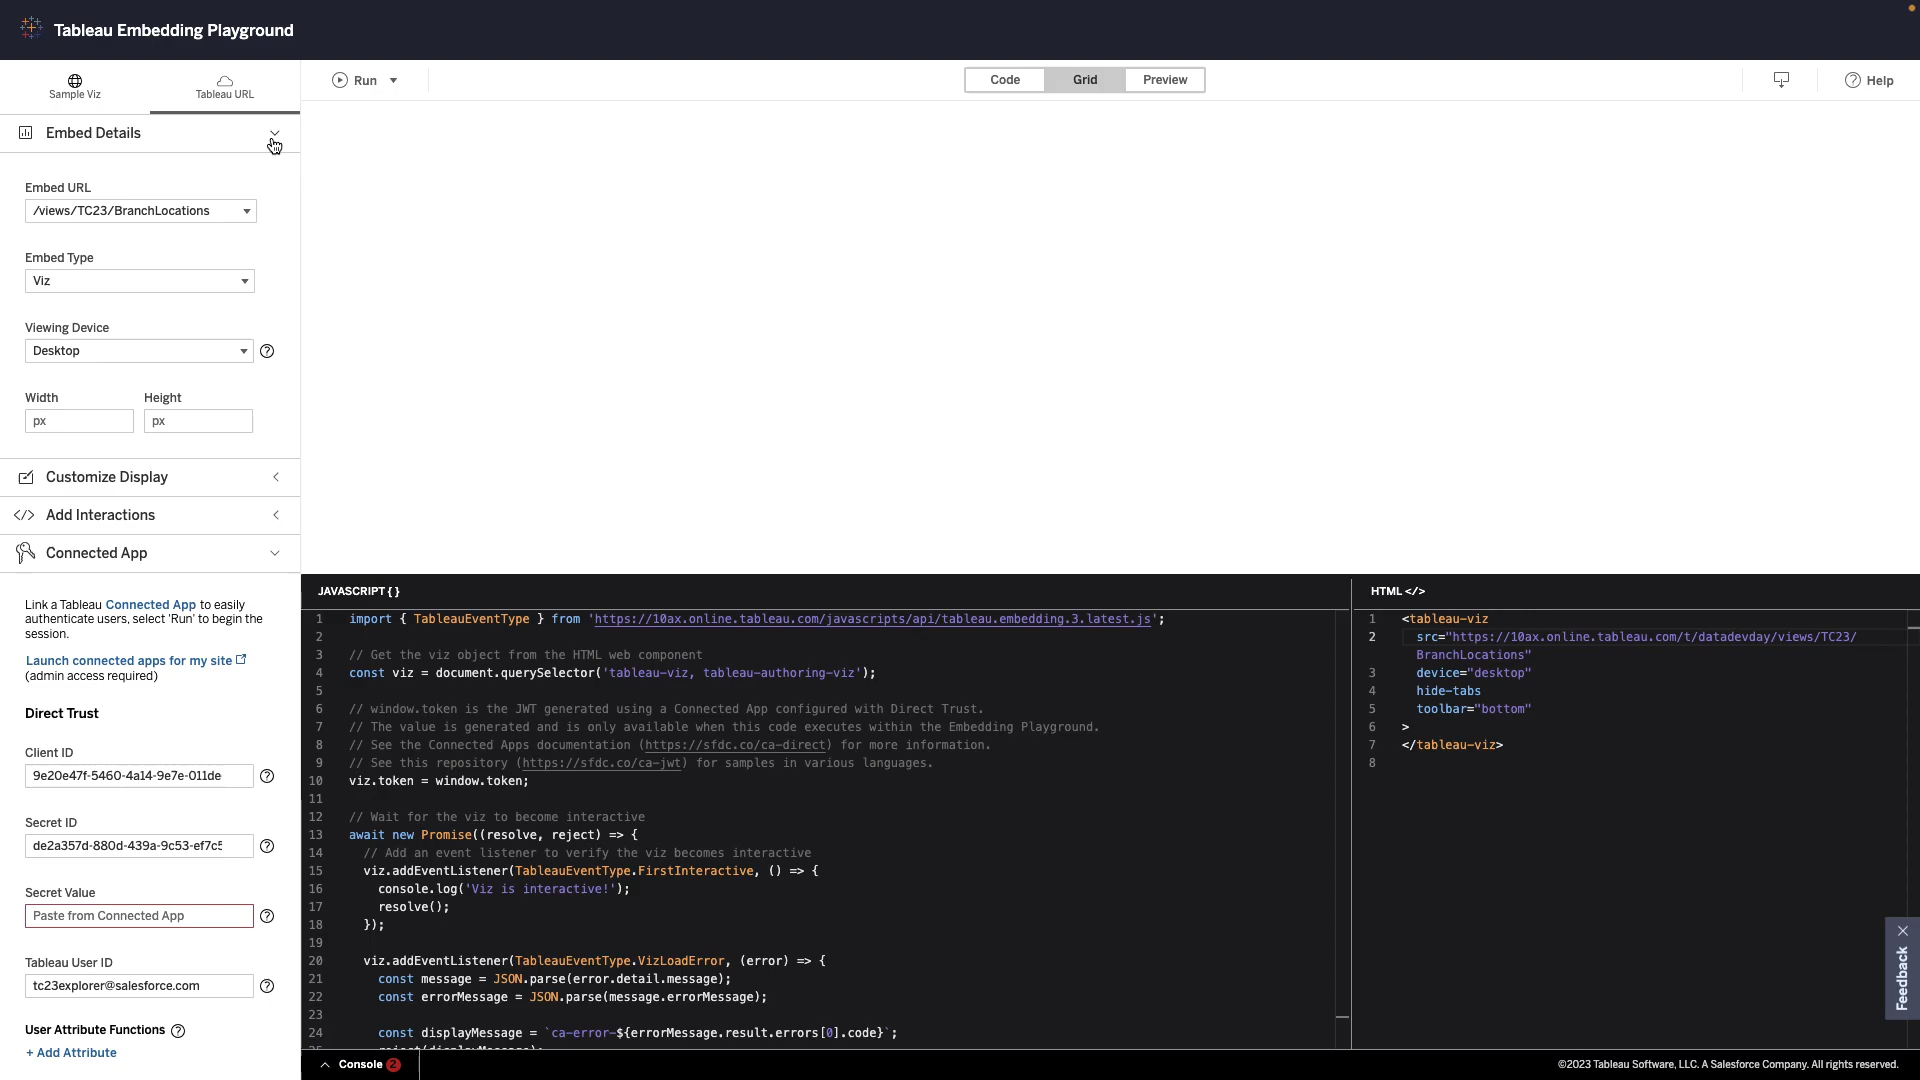 Tableau Embedding Playground
Sample Viz
Tableau URL
Run
Code
Grid
Preview
Help
Embed Details
Embed URL
/views/TC23/BranchLocations
Embed Type
Viz
Viewing Device
Desktop
Width
Height
px
px
Customize Display
</> Add Interactions
Connected App
Link a Tableau Connected App to easily
authenticate users, select 'Run' to begin the
session.
Launch connected apps for my site
(admin access required)
Direct Trust
Client ID
9e20e47f-5460-4a14-9e7e-011de
Secret ID
de2a357d-880d-439a-9c53-ef7c5
Secret Value
Paste from Connected App
Tableau User ID
tc23explorer@salesforce.com
User Attribute Functions
+ Add Attribute
JAVASCRIPT { }
1 import { TableauEventType } from 'https://10ax.online.tableau.com/javascripts/api/tableau.embedding.3.latest.js';
2
3 // Get the viz object from the HTML web component
4 const viz = document.querySelector('tableau-viz, tableau-authoring-viz');
5
6 // window.token is the JWT generated using a Connected App configured with Direct Trust.
7 // The value is generated and is only available when this code executes within the Embedding Playground.
8 // See the Connected Apps documentation (https://sfdc.co/ca-direct) for more information.
9 // See this repository (https://sfdc.co/ca-jwt) for samples in various languages.
10 viz.token = window.token;
11
12 // Wait for the viz to become interactive
13 await new Promise((resolve, reject) => {
14 // Add an event listener to verify the viz becomes interactive
15 viz.addEventListener(TableauEventType.FirstInteractive, () => {
16 console.log('Viz is interactive!');
17 resolve();
18 });
19
20 viz.addEventListener(TableauEventType.VizLoadError, (error) => {
21 const message = JSON.parse(error.detail.message);
22 const errorMessage = JSON.parse(message.errorMessage);
23
24 const displayMessage = `ca-error-${errorMessage.result.errors[0].code}`;
25 reject(displayMessage);
HTML </>
1 <tableau-viz
2 src="https://10ax.online.tableau.com/t/datadevday/views/TC23/
BranchLocations"
3 device="desktop"
4 hide-tabs
5 toolbar="bottom"
6 >
7 </tableau-viz>
8
Feedback
Console 2
©2023 Tableau Software, LLC. A Salesforce Company. All rights reserved.